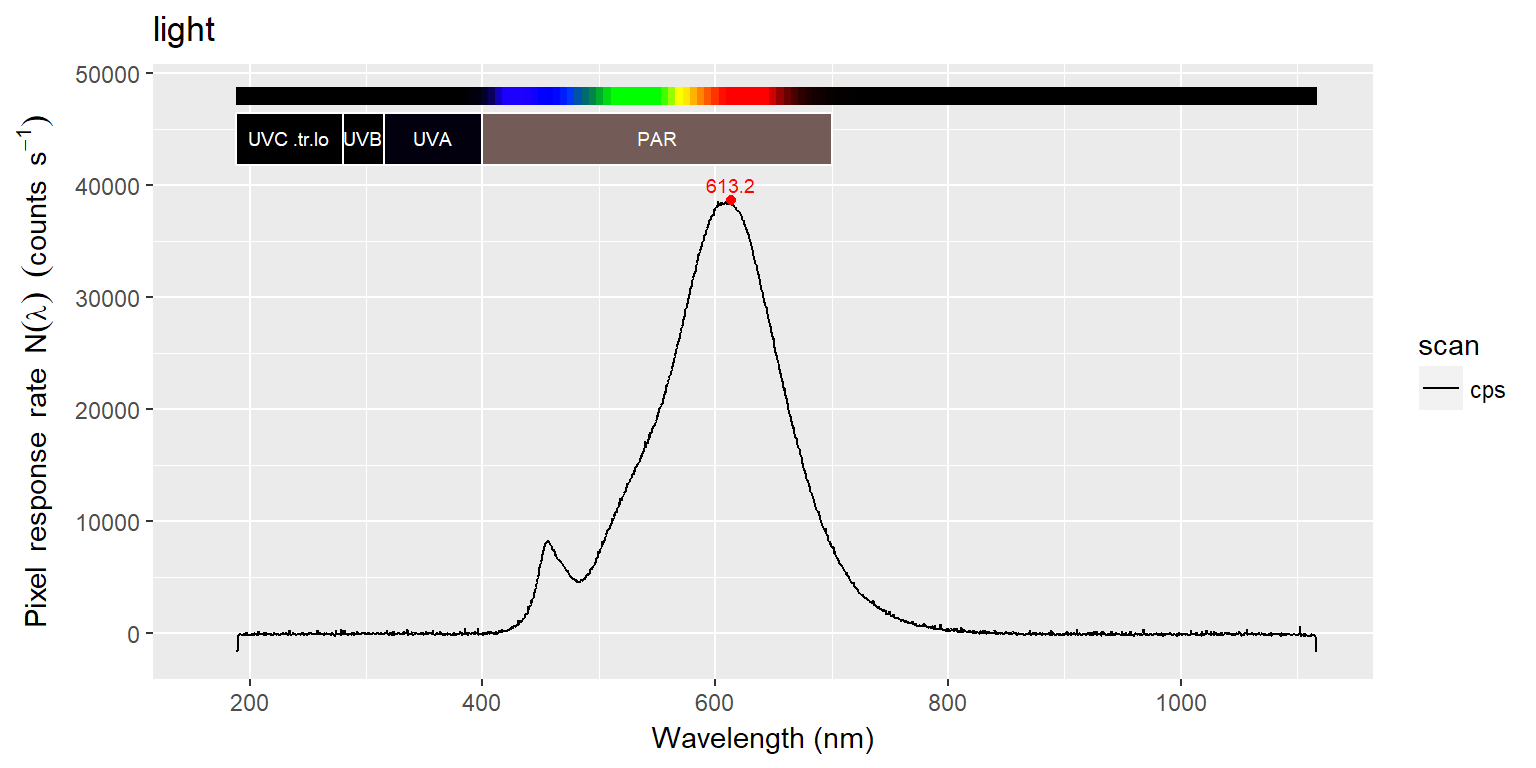 light
50000
40000
30000
20000
10000
0
Pixel response rate N(λ) (counts s⁻¹)
UVC .tr.lo UVB UVA PAR
613.2
200 400 600 800 1000
Wavelength (nm)
scan
cps